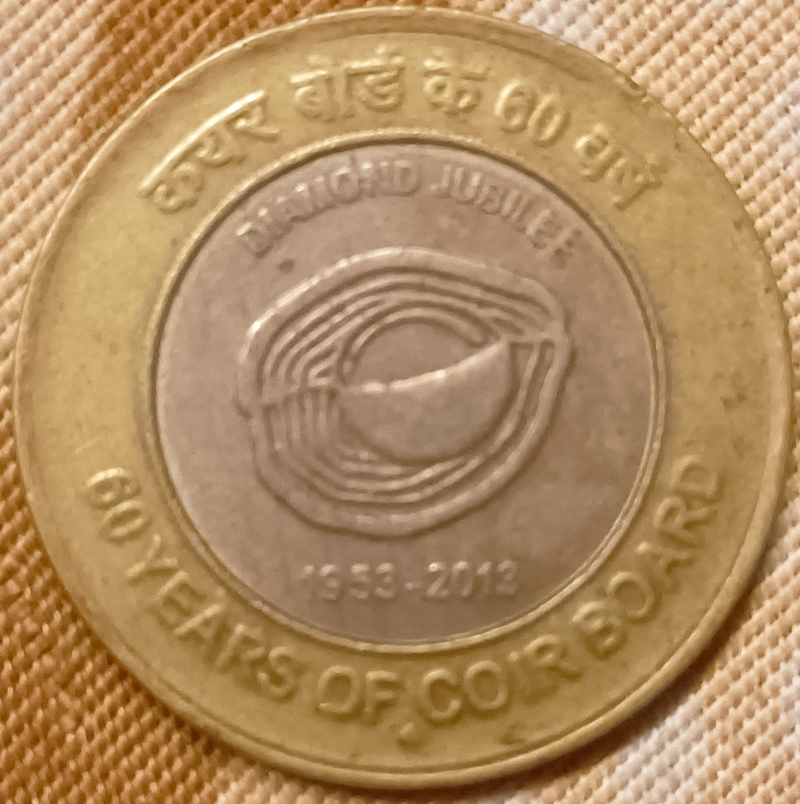 कयर बोर्ड के 60 वर्ष
DIAMOND JUBILEE
1953-2013
60 YEARS OF COIR BOARD